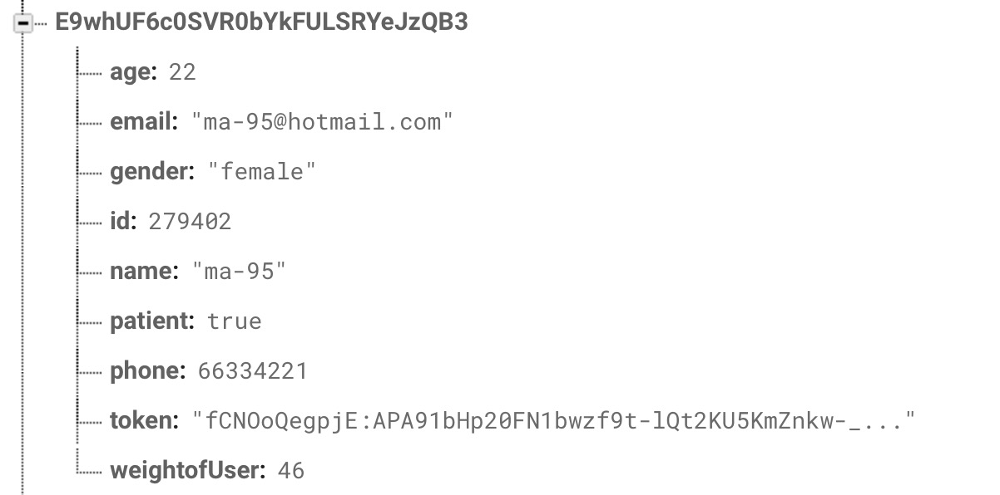 E9whUF6c0SVR0bYkFULSRYeJzQB3
age: 22
email: "ma-95@hotmail.com"
gender: "female"
id: 279402
name: "ma-95"
patient: true
phone: 66334221
token: "fCNOoQegpjE:APA91bHp20FN1bwzf9t-lQt2KU5KmZnkw-_..."
weightofUser: 46